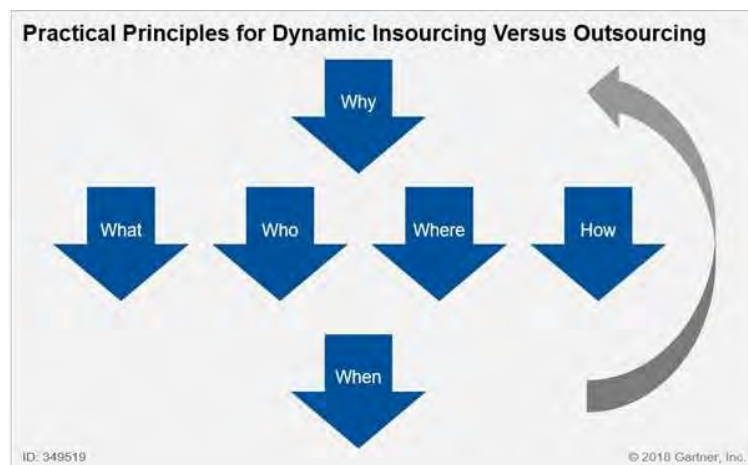 Practical Principles for Dynamic Insourcing Versus Outsourcing
Why
What
Who
Where
How
When
ID: 349519
© 2018 Gartner, Inc.